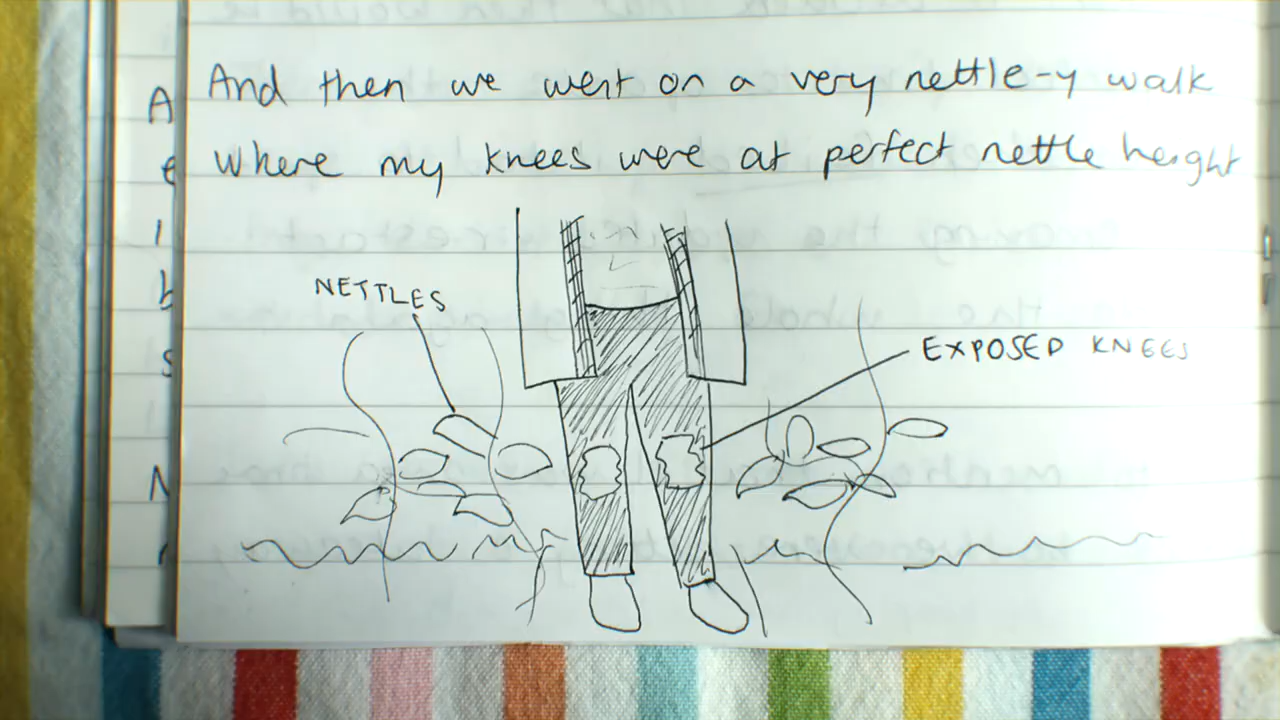 And then we went on a very nettle-y walk
where my knees were at perfect nettle height
NETTLES
EXPOSED KNEES